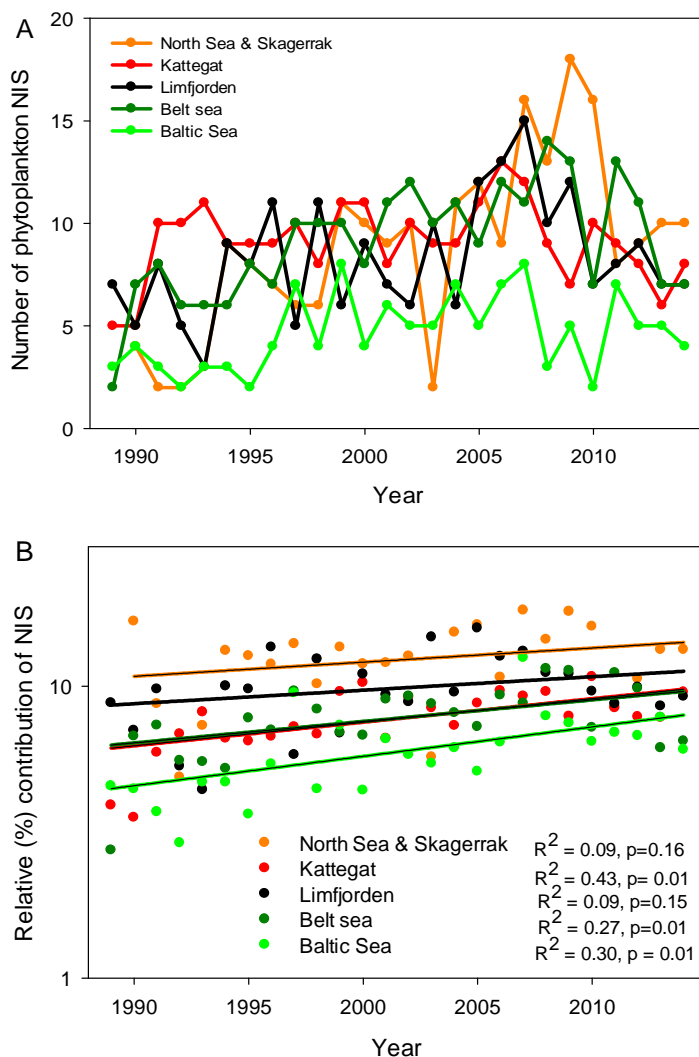 A
20
15
10
5
0
Number of phytoplankton NIS
North Sea & Skagerrak
Kattegat
Limfjorden
Belt sea
Baltic Sea
1990 1995 2000 2005 2010
Year
B
10
1
Relative (%) contribution of NIS
North Sea & Skagerrak
Kattegat
Limfjorden
Belt sea
Baltic Sea
R² = 0.09, p=0.16
R² = 0.43, p= 0.01
R² = 0.09, p=0.15
R² = 0.27, p=0.01
R² = 0.30, p = 0.01
1990 1995 2000 2005 2010
Year